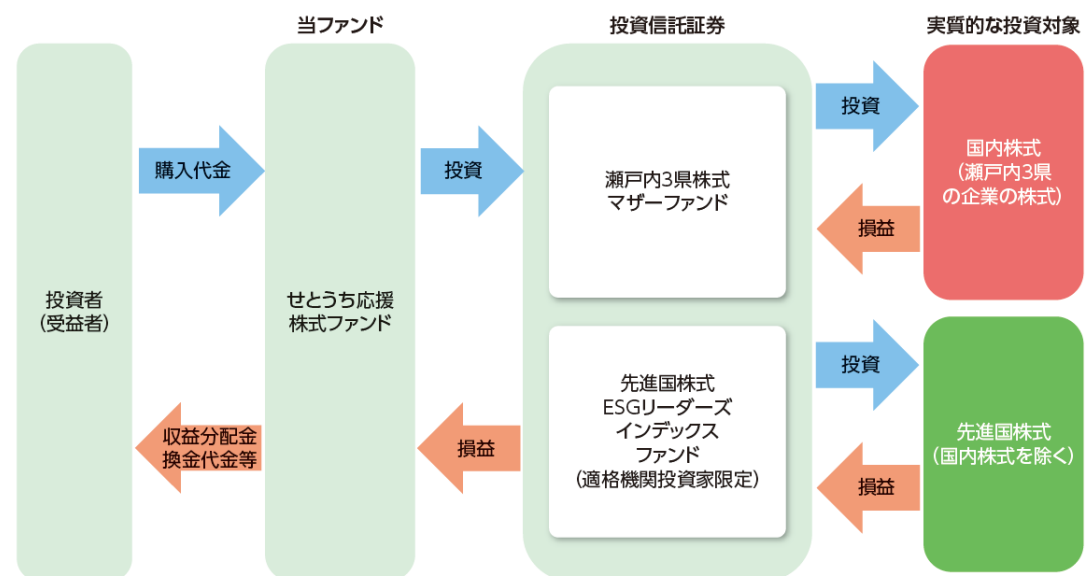 当ファンド
投資信託証券
実質的な投資対象
投資者
(受益者)
購入代金
収益分配金
換金代金等
せとうち応援
株式ファンド
投資
損益
瀬戸内3県株式
マザーファンド
先進国株式
ESGリーダーズ
インデックス
ファンド
(適格機関投資家限定)
投資
損益
国内株式
(瀬戸内3県
の企業の株式)
投資
損益
先進国株式
(国内株式を除く)